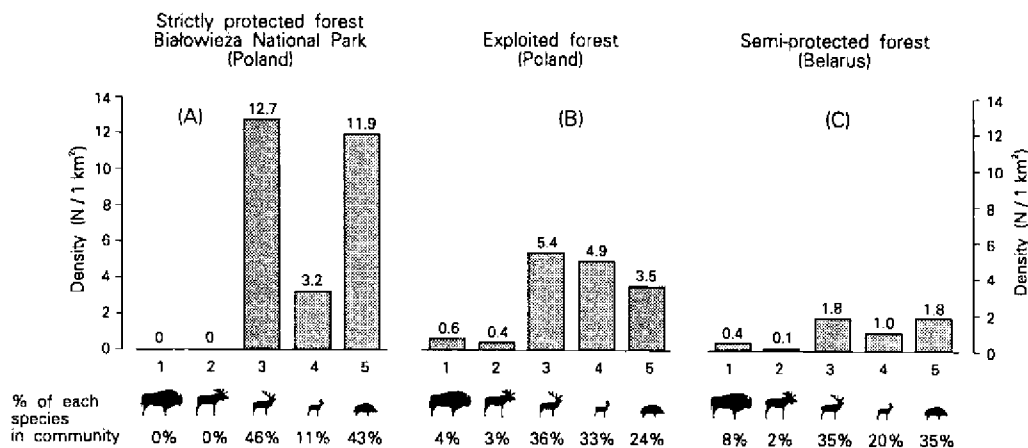 Strictly protected forest
Białowieża National Park
(Poland)
Exploited forest
(Poland)
Semi-protected forest
(Belarus)
(A)
(B)
(C)
Density (N / 1 km²)
14
12
10
8
6
4
2
0
0
0
12.7
3.2
11.9
1 2 3 4 5
0.6
0.4
5.4
4.9
3.5
1 2 3 4 5
0.4
0.1
1.8
1.0
1.8
1 2 3 4 5
14
12
10
8
6
4
2
0
Density (N / 1 km²)
% of each
species
in community
0% 0% 46% 11% 43%
4% 3% 36% 33% 24%
8% 2% 35% 20% 35%